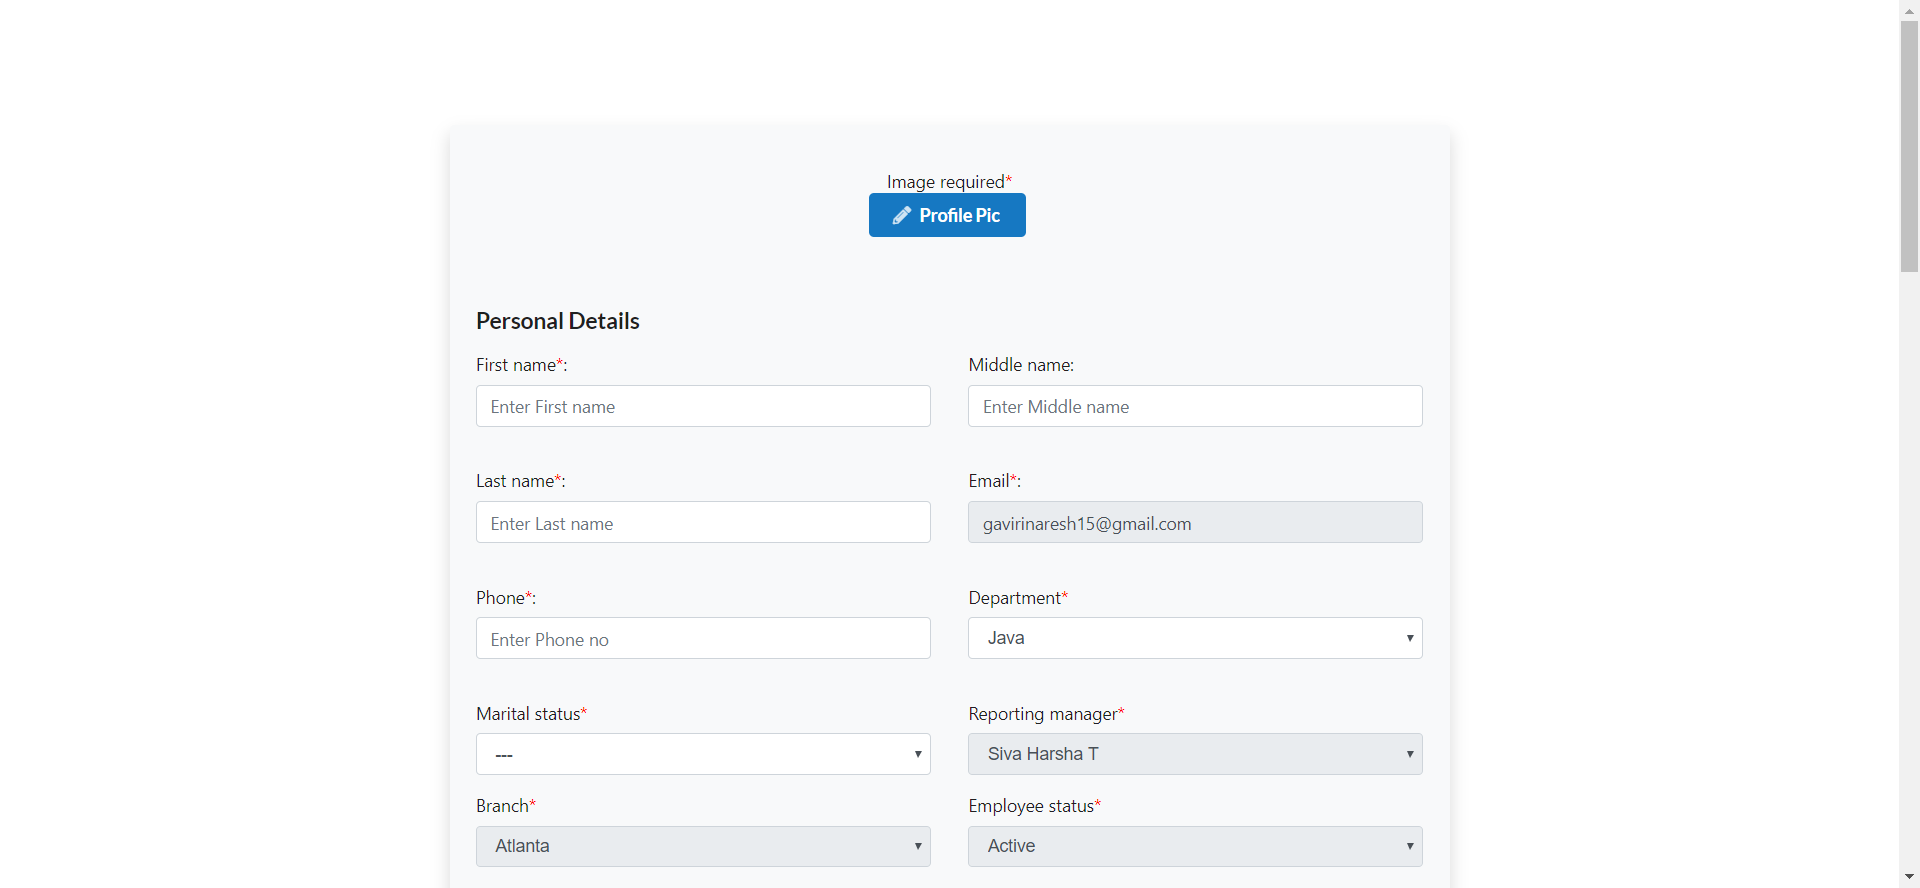 Image required*
Profile Pic
Personal Details
First name*:
Middle name:
Enter First name
Enter Middle name
Last name*:
Email*:
Enter Last name
gavirinaresh15@gmail.com
Phone*:
Department*
Enter Phone no
Java
Marital status*
Reporting manager*
---
Siva Harsha T
Branch*
Employee status*
Atlanta
Active